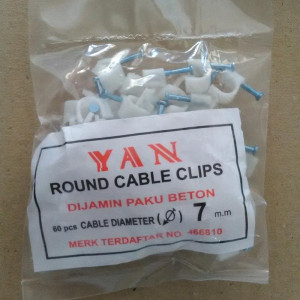 YAN
ROUND CABLE CLIPS
DIJAMIN PAKU BETON
60 pcs CABLE DIAMETER (Ø) 7 m.m
MERK TERDAFTAR NO. 466810